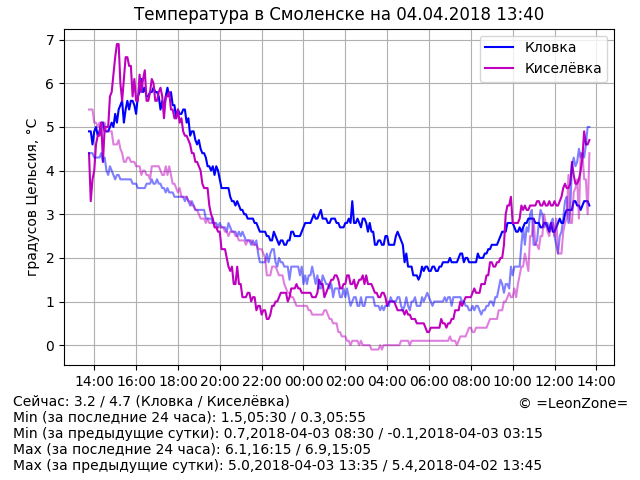 Температура в Смоленске на 04.04.2018 13:40
Кловка
Киселёвка
градусов Цельсия, °C
7
6
5
4
3
2
1
0
14:00 16:00 18:00 20:00 22:00 00:00 02:00 04:00 06:00 08:00 10:00 12:00 14:00
© =LeonZone=
Сейчас: 3.2 / 4.7 (Кловка / Киселёвка)
Min (за последние 24 часа): 1.5,05:30 / 0.3,05:55
Min (за предыдущие сутки): 0.7,2018-04-03 08:30 / -0.1,2018-04-03 03:15
Max (за последние 24 часа): 6.1,16:15 / 6.9,15:05
Max (за предыдущие сутки): 5.0,2018-04-03 13:35 / 5.4,2018-04-02 13:45